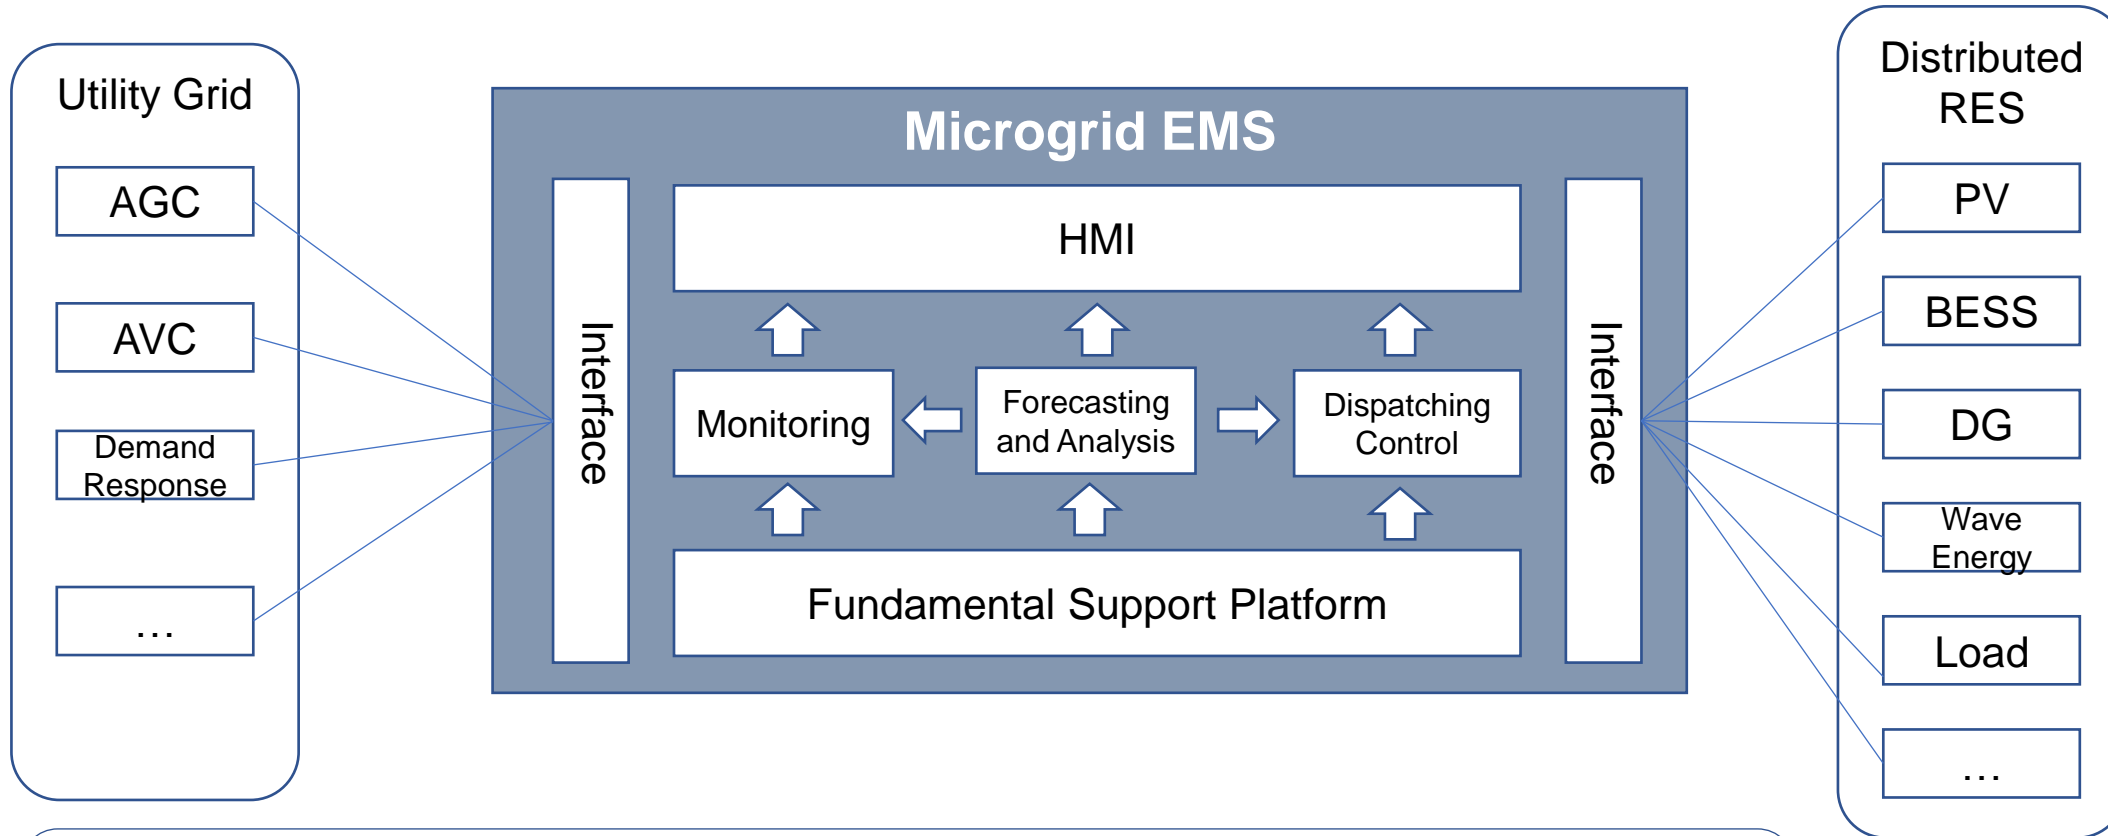 Utility Grid
AGC
AVC
Demand
Response
…
Microgrid EMS
Interface
HMI
Monitoring
Forecasting
and Analysis
Dispatching
Control
Fundamental Support Platform
Interface
Distributed
RES
PV
BESS
DG
Wave
Energy
Load
…